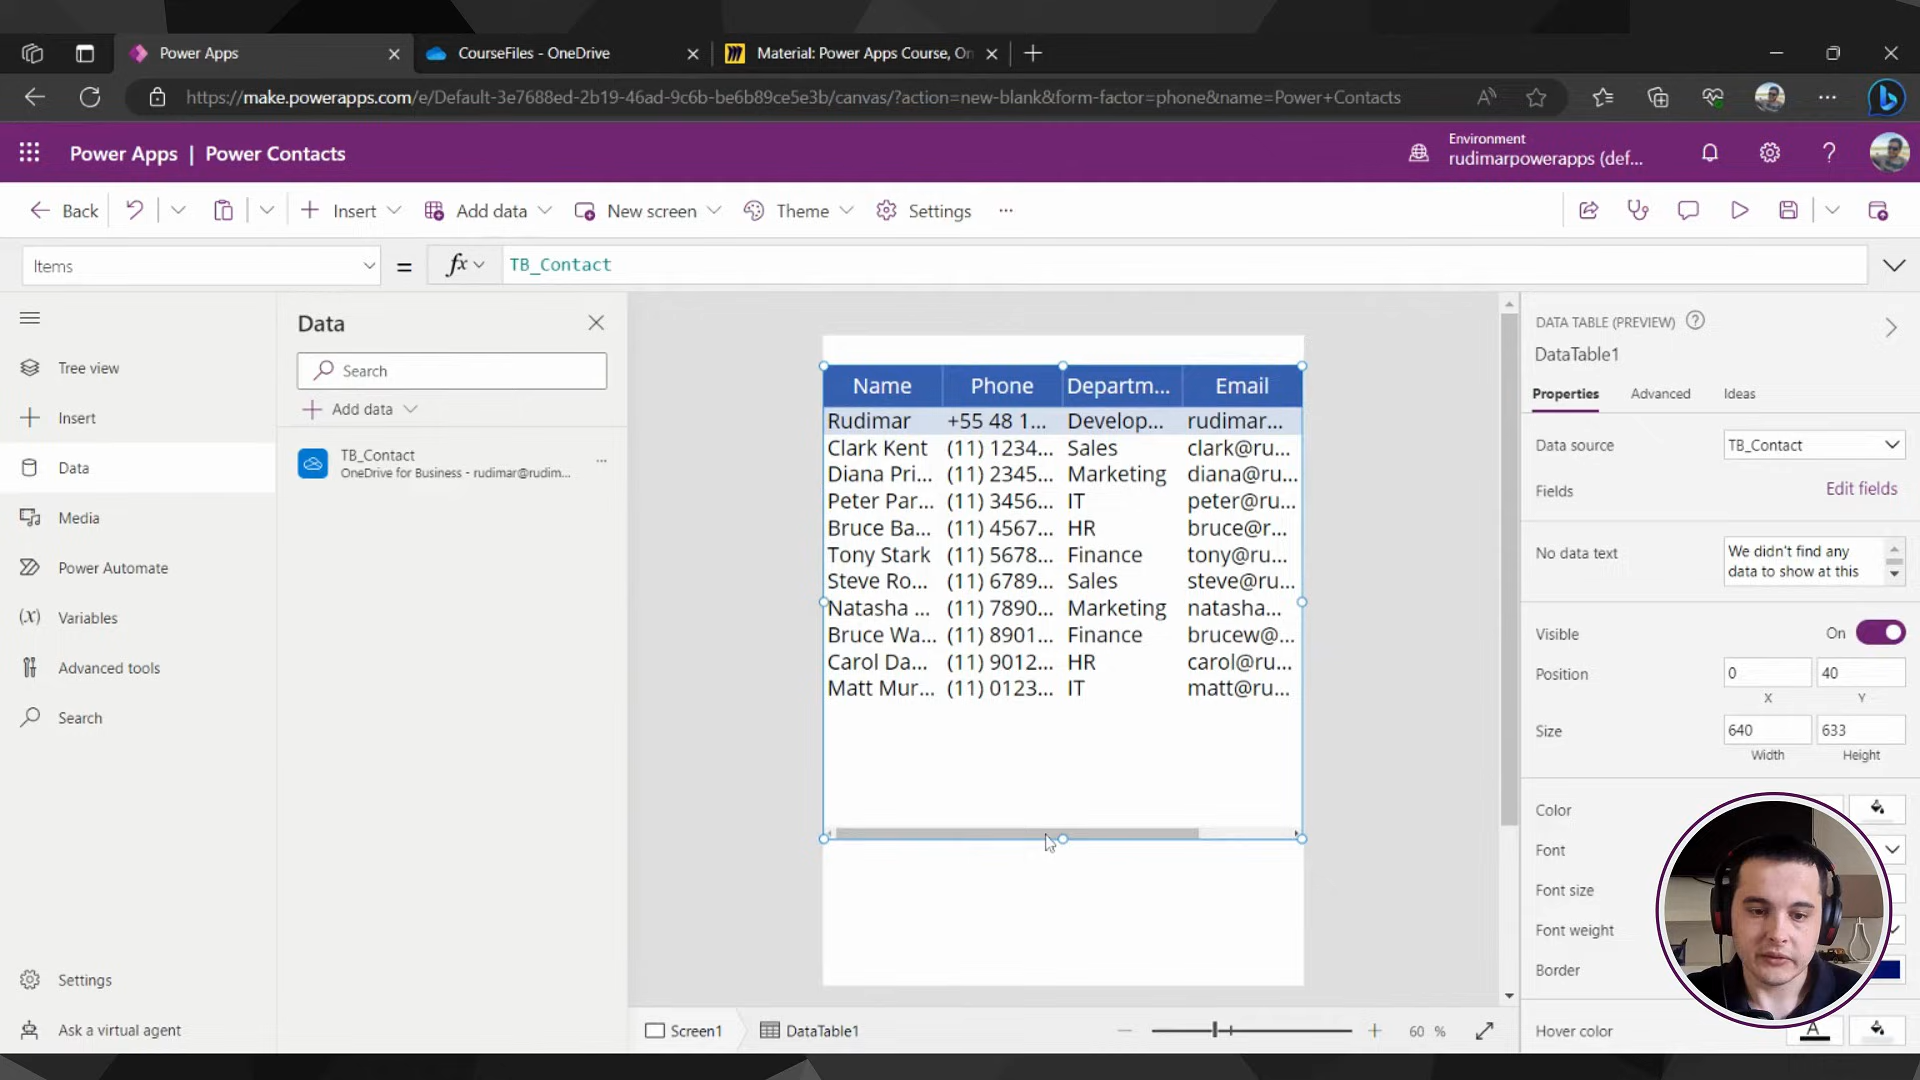 Power Apps
CourseFiles - OneDrive
Material: Power Apps Course, On
https://make.powerapps.com/e/Default-3e7688ed-2b19-46ad-9c6b-be6b89ce5e3b/canvas/?action=new-blank&form-factor=phone&name=Power+Contacts
Power Apps | Power Contacts
Environment
rudimarpowerapps (def...
Back
Insert
Add data
New screen
Theme
Settings
Items
=
fx
TB_Contact
Tree view
Insert
Data
Media
Power Automate
Variables
Advanced tools
Search
Settings
Ask a virtual agent
Data
Search
Add data
TB_Contact
OneDrive for Business - rudimar@rudim...
Name Phone Departm... Email
Rudimar +55 48 1... Develop... rudimar...
Clark Kent (11) 1234... Sales clark@ru...
Diana Pri... (11) 2345... Marketing diana@ru...
Peter Par... (11) 3456... IT peter@ru...
Bruce Ba... (11) 4567... HR bruce@r...
Tony Stark (11) 5678... Finance tony@ru...
Steve Ro... (11) 6789... Sales steve@ru...
Natasha ... (11) 7890... Marketing natasha...
Bruce Wa... (11) 8901... Finance brucew@...
Carol Da... (11) 9012... HR carol@ru...
Matt Mur... (11) 0123... IT matt@ru...
Screen1
DataTable1
60 %
DATA TABLE (PREVIEW)
DataTable1
Properties Advanced Ideas
Data source TB_Contact
Fields Edit fields
No data text We didn't find any
data to show at this
Visible On
Position 0 40
X Y
Size 640 633
Width Height
Color
Font
Font size
Font weight
Border
Hover color A